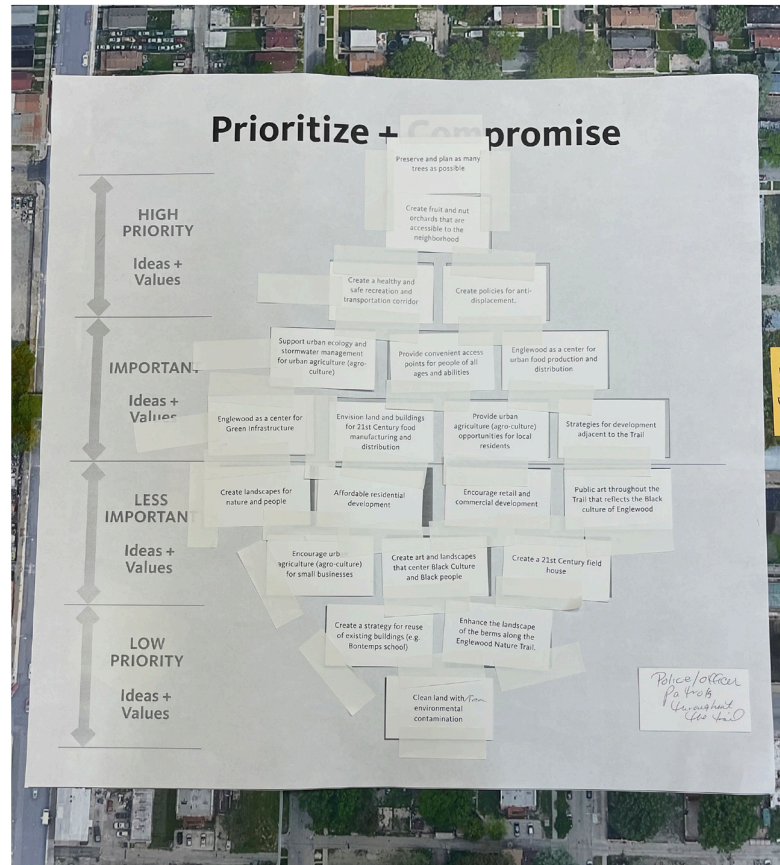 Prioritize + Compromise
Preserve and plan as many
trees as possible
Create fruit and nut
orchards that are
accessible to the
neighborhood
HIGH
PRIORITY
Ideas +
Values
Create a healthy and
safe recreation and
transportation corridor
Create policies for anti-
displacement.
IMPORTANT
Ideas +
Values
Support urban ecology and
stormwater management
for urban agriculture (agro-
culture)
Provide convenient access
points for people of all
ages and abilities
Englewood as a center for
urban food production and
distribution
Englewood as a center for
Green Infrastructure
Envision land and buildings
for 21st Century food
manufacturing and
distribution
Provide urban
agriculture (agro-culture)
opportunities for local
residents
Strategies for development
adjacent to the Trail
LESS
IMPORTANT
Ideas +
Values
Create landscapes for
nature and people
Affordable residential
development
Encourage retail and
commercial development
Public art throughout the
Trail that reflects the Black
culture of Englewood
Encourage urb
agriculture (agro-culture)
for small businesses
Create art and landscapes
that center Black Culture
and Black people
Create a 21st Century field
house
LOW
PRIORITY
Ideas +
Values
Create a strategy for reuse
of existing buildings (e.g.
Bontemps school)
Enhance the landscape
of the berms along the
Englewood Nature Trail.
Clean land with
environmental
contamination
Police/officer
Patrols
throughout
the trail